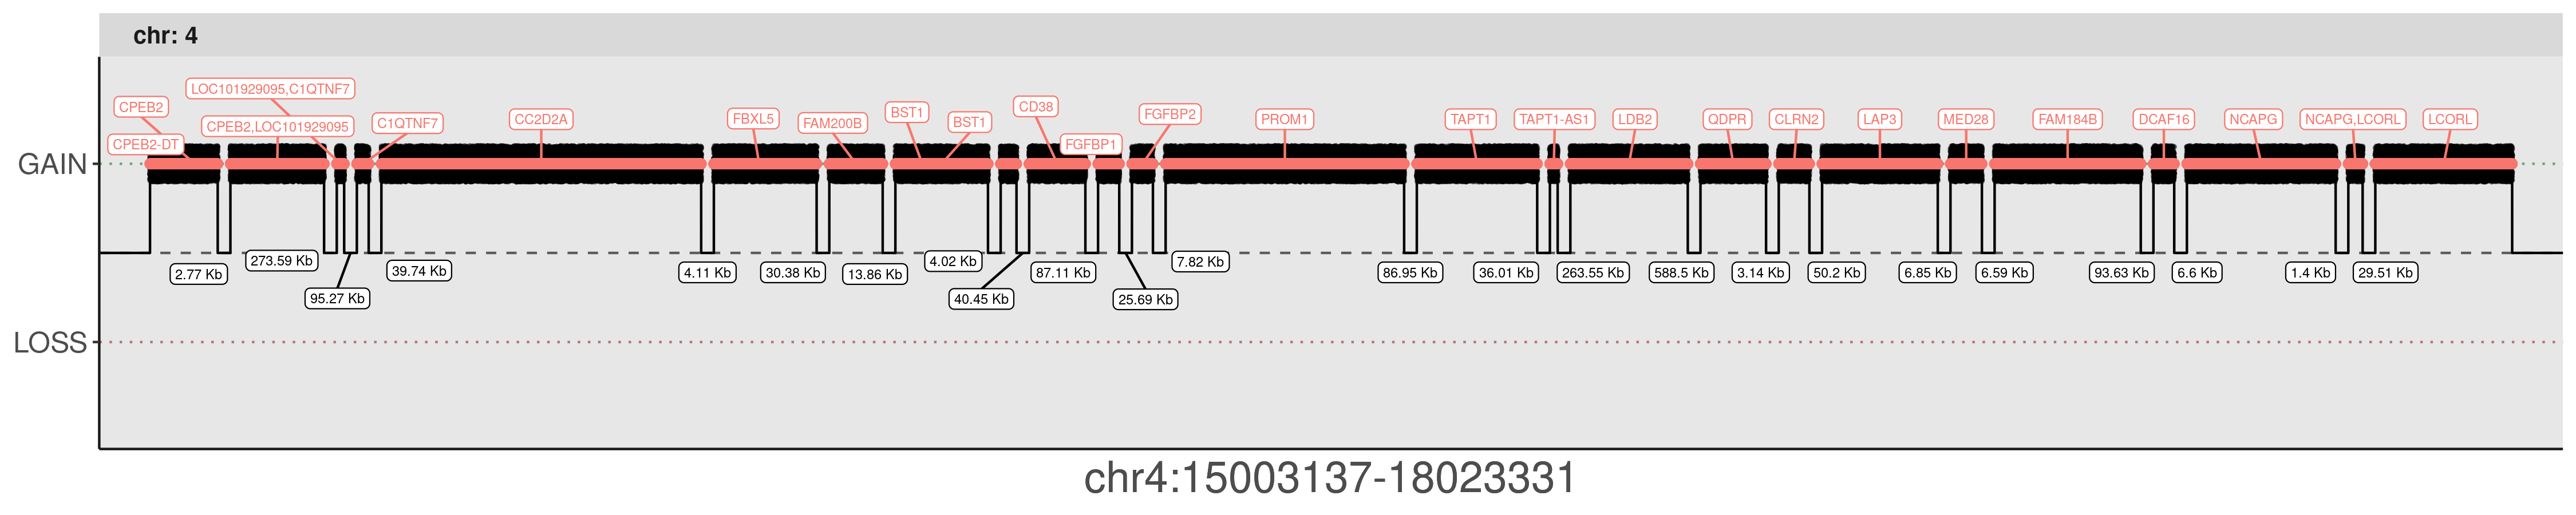 chr: 4
LOC101929095,C1QTNF7
CPEB2
CD38
BST1
FGFBP2
FBXL5
CC2D2A
PROM1
TAPT1
TAPT1-AS1
LDB2
QDPR
CLRN2
LAP3
MED28
FAM184B
DCAF16
NCAPG
NCAPG,LCORL
LCORL
BST1
C1QTNF7
FAM200B
CPEB2,LOC101929095
CPEB2-DT
FGFBP1
GAIN
273.59 Kb
4.02 Kb
7.82 Kb
39.74 Kb
2.77 Kb
4.11 Kb
30.38 Kb
13.86 Kb
87.11 Kb
86.95 Kb
36.01 Kb
263.55 Kb
588.5 Kb
3.14 Kb
50.2 Kb
6.85 Kb
6.59 Kb
93.63 Kb
6.6 Kb
1.4 Kb
29.51 Kb
95.27 Kb
40.45 Kb
25.69 Kb
LOSS
chr4:15003137-18023331